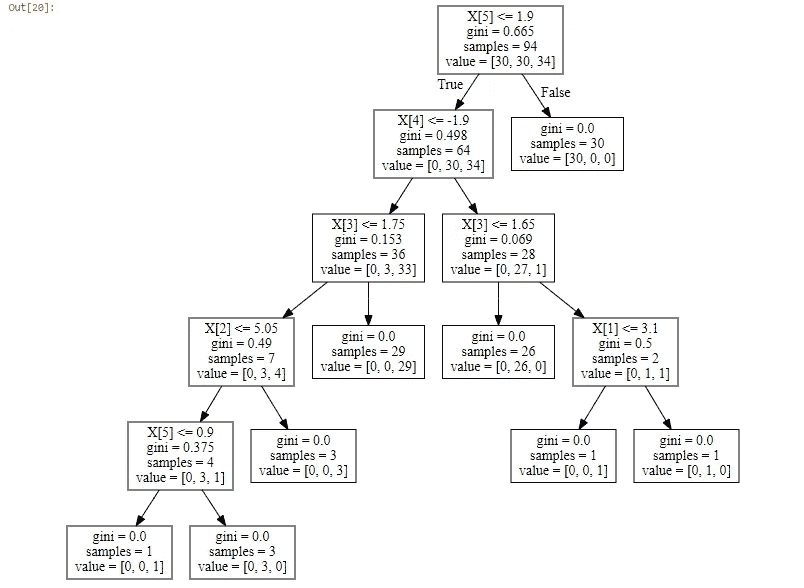 Out[20]:
X[5] <= 1.9
gini = 0.665
samples = 94
value = [30, 30, 34]
True
False
X[4] <= -1.9
gini = 0.498
samples = 64
value = [0, 30, 34]
gini = 0.0
samples = 30
value = [30, 0, 0]
X[3] <= 1.75
gini = 0.153
samples = 36
value = [0, 3, 33]
X[3] <= 1.65
gini = 0.069
samples = 28
value = [0, 27, 1]
X[2] <= 5.05
gini = 0.49
samples = 7
value = [0, 3, 4]
gini = 0.0
samples = 29
value = [0, 0, 29]
gini = 0.0
samples = 26
value = [0, 26, 0]
X[1] <= 3.1
gini = 0.5
samples = 2
value = [0, 1, 1]
X[5] <= 0.9
gini = 0.375
samples = 4
value = [0, 3, 1]
gini = 0.0
samples = 3
value = [0, 0, 3]
gini = 0.0
samples = 1
value = [0, 0, 1]
gini = 0.0
samples = 1
value = [0, 1, 0]
gini = 0.0
samples = 1
value = [0, 0, 1]
gini = 0.0
samples = 3
value = [0, 3, 0]